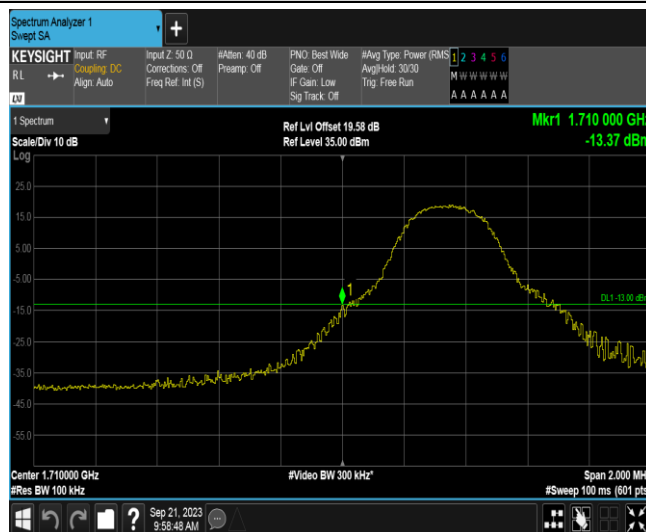 Spectrum Analyzer 1
Swept SA
KEYSIGHT
RL
LXI
Input: RF
Coupling: DC
Align: Auto
Input Z: 50 Ω
Corrections: Off
Freq Ref: Int (S)
#Atten: 40 dB
Preamp: Off
PNO: Best Wide
Gate: Off
IF Gain: Low
Sig Track: Off
#Avg Type: Power (RMS
Avg|Hold: 30/30
Trig: Free Run
1 2 3 4 5 6
M W W W W W
A A A A A A
1 Spectrum
Scale/Div 10 dB
Ref Lvl Offset 19.58 dB
Ref Level 35.00 dBm
Mkr1 1.710 000 GHz
-13.37 dBm
Log
25.0
15.0
5.00
-5.00
1
DL1 -13.00 dBm
-15.0
-25.0
-35.0
-45.0
-55.0
Center 1.710000 GHz
#Res BW 100 kHz
#Video BW 300 kHz*
Span 2.000 MH
#Sweep 100 ms (601 pts
?
Sep 21, 2023
9:58:48 AM